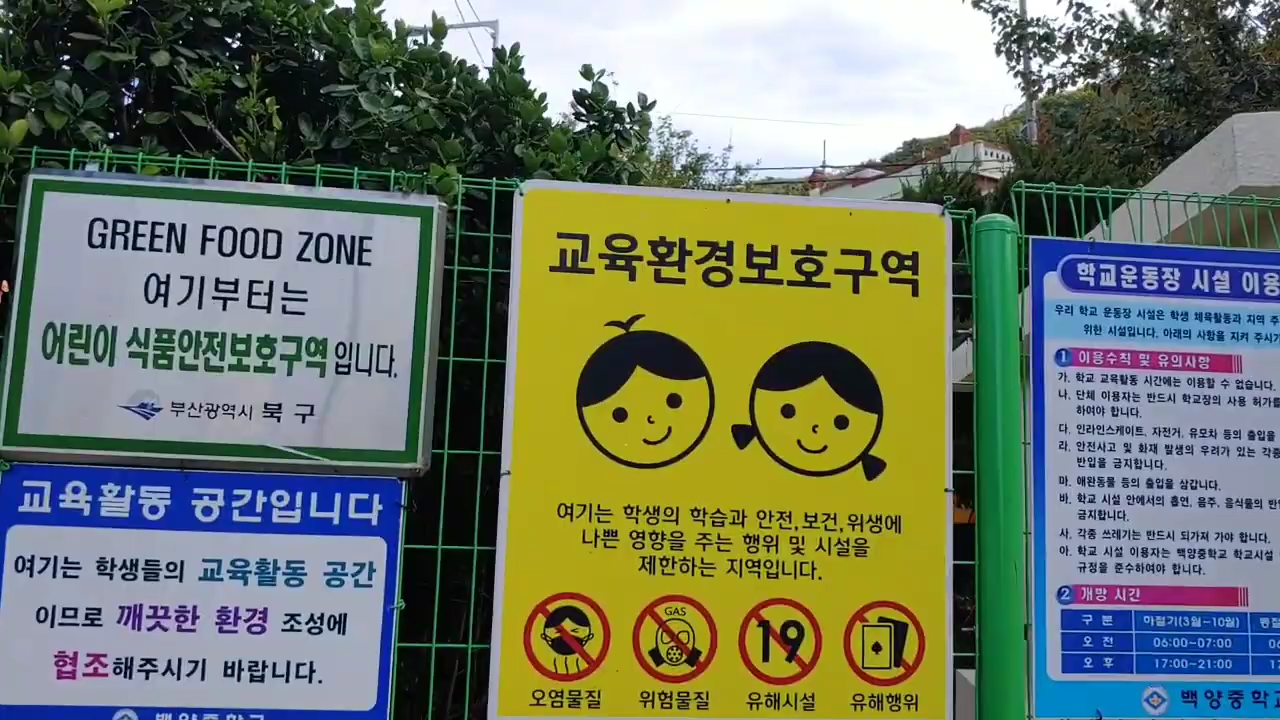 GREEN FOOD ZONE
여기부터는
어린이 식품안전보호구역 입니다.
부산광역시 북구
교육활동 공간입니다
여기는 학생들의 교육활동 공간
이므로 깨끗한 환경 조성에
협조해주시기 바랍니다.
교육환경보호구역
여기는 학생의 학습과 안전,보건,위생에
나쁜 영향을 주는 행위 및 시설을
제한하는 지역입니다.
GAS
19
오염물질 위험물질 유해시설 유해행위
학교운동장 시설 이용
우리 학교 운동장 시설은 학생 체육활동과 지역 주
위한 시설입니다. 아래의 사항을 지켜 주시기
1 이용수칙 및 유의사항
가. 학교 교육활동 시간에는 이용할 수 없습니다.
나. 단체 이용자는 반드시 학교장의 사용 허가를
하여야 합니다.
다. 인라인스케이트, 자전거, 유모차 등의 출입을
라. 안전사고 및 화재 발생의 우려가 있는 각종
반입을 금지합니다.
마. 애완동물 등의 출입을 삼갑니다.
바. 학교 시설 안에서의 흡연, 음주, 음식물의 반
금지합니다.
사. 각종 쓰레기는 반드시 되가져 가야 합니다.
아. 학교 시설 이용자는 백양중학교 학교시설
규정을 준수하여야 합니다.
2 개방 시간
구 분 하절기(3월~10월)
오 전 06:00~07:00
오 후 17:00~21:00
백양중학교